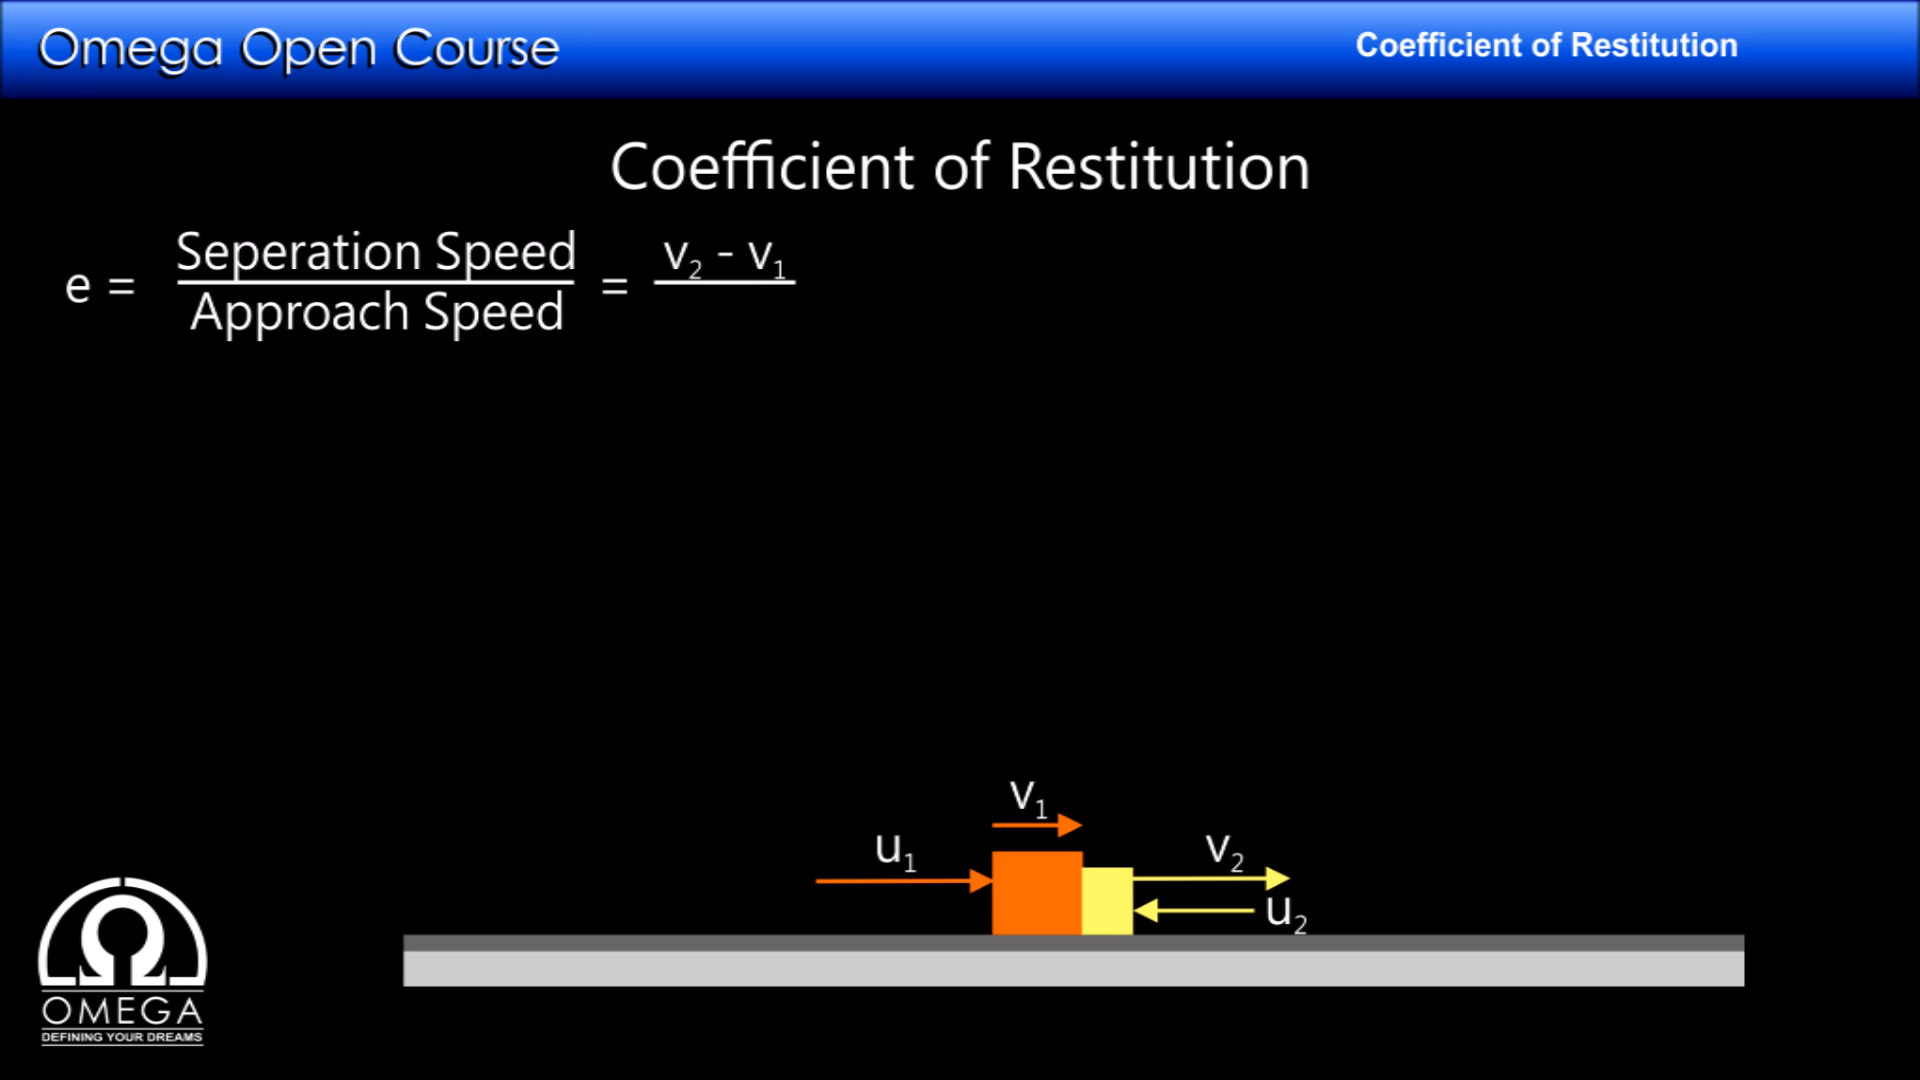 Omega Open Course
Coefficient of Restitution
Coefficient of Restitution
e = Seperation Speed / Approach Speed = v₂ - v₁
v₁
u₁
v₂
u₂
OMEGA
DEFINING YOUR DREAMS